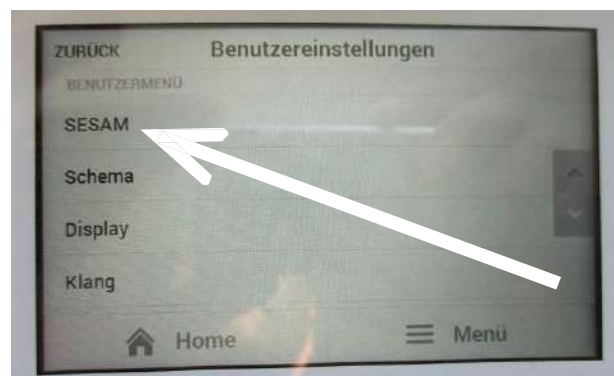 ZURÜCK Benutzereinstellungen
BENUTZERMENÜ
SESAM
Schema
Display
Klang
Home Menü